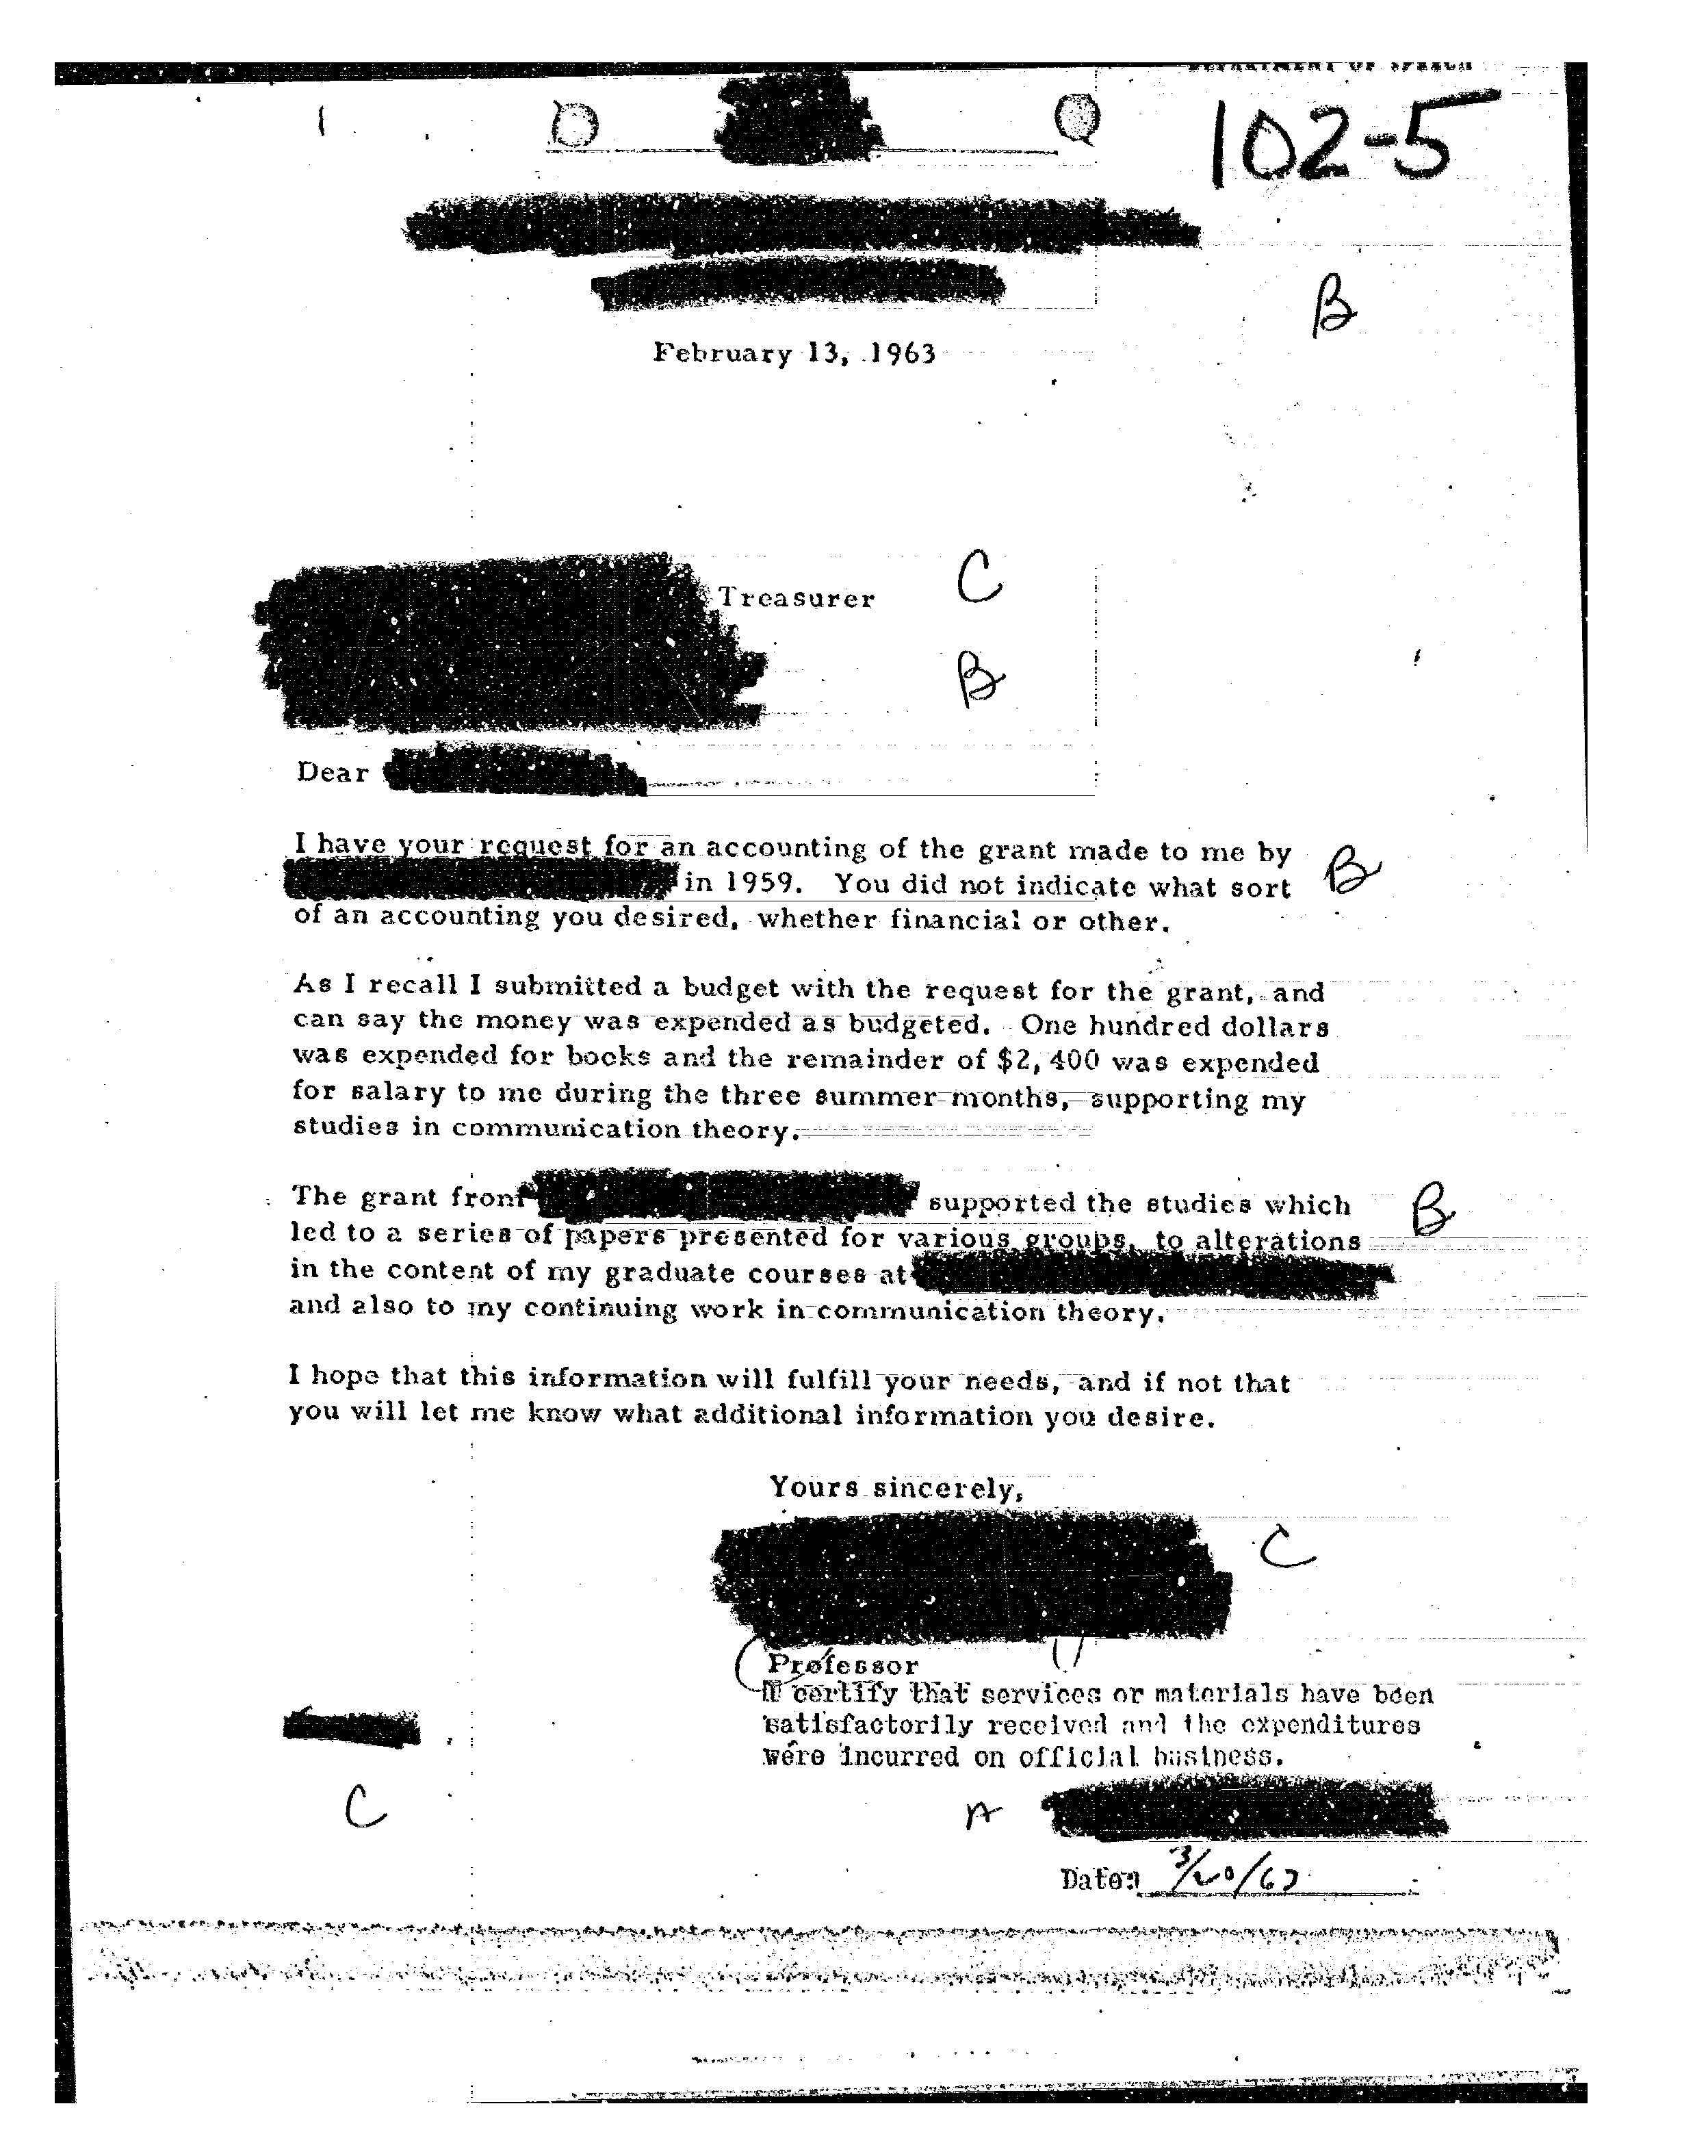 DEPARTMENT OF SPEECH
102-5
B
February 13, 1963
Treasurer C
B
Dear
I have your request for an accounting of the grant made to me by
in 1959. You did not indicate what sort B
of an accounting you desired, whether financial or other.
As I recall I submitted a budget with the request for the grant, and
can say the money was expended as budgeted. One hundred dollars
was expended for books and the remainder of $2,400 was expended
for salary to me during the three summer months, supporting my
studies in communication theory.
The grant from supported the studies which B
led to a series of papers presented for various groups, to alterations
in the content of my graduate courses at
and also to my continuing work in communication theory.
I hope that this information will fulfill your needs, and if not that
you will let me know what additional information you desire.
Yours sincerely,
C
Professor
I certify that services or materials have been
satisfactorily received and the expenditures
were incurred on official business.
C
A
Date: 3/20/63